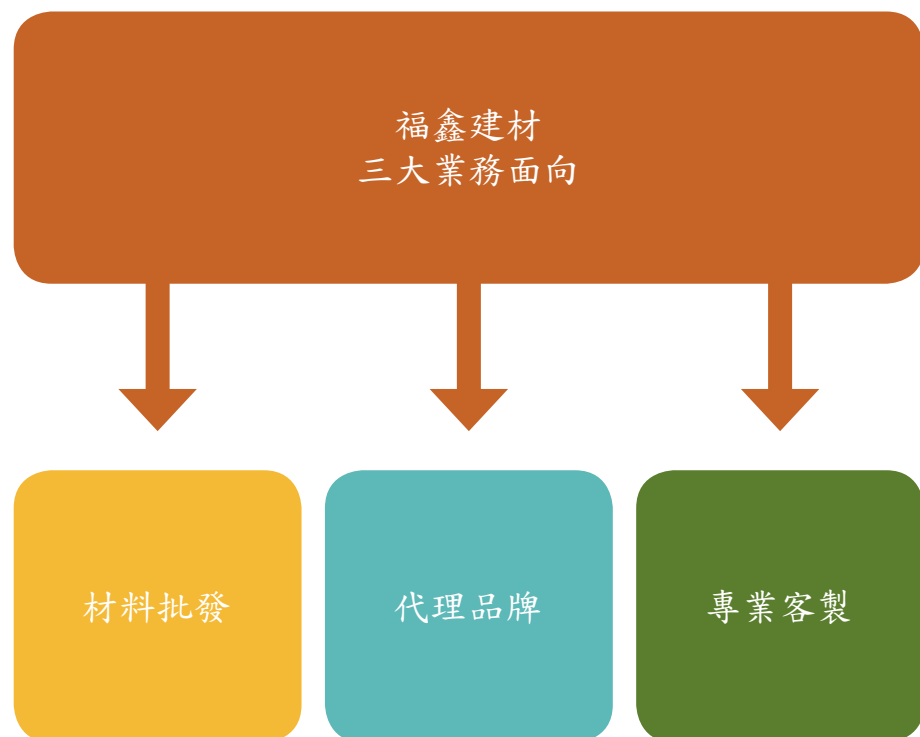 福鑫建材
三大業務面向
材料批發
代理品牌
專業客製